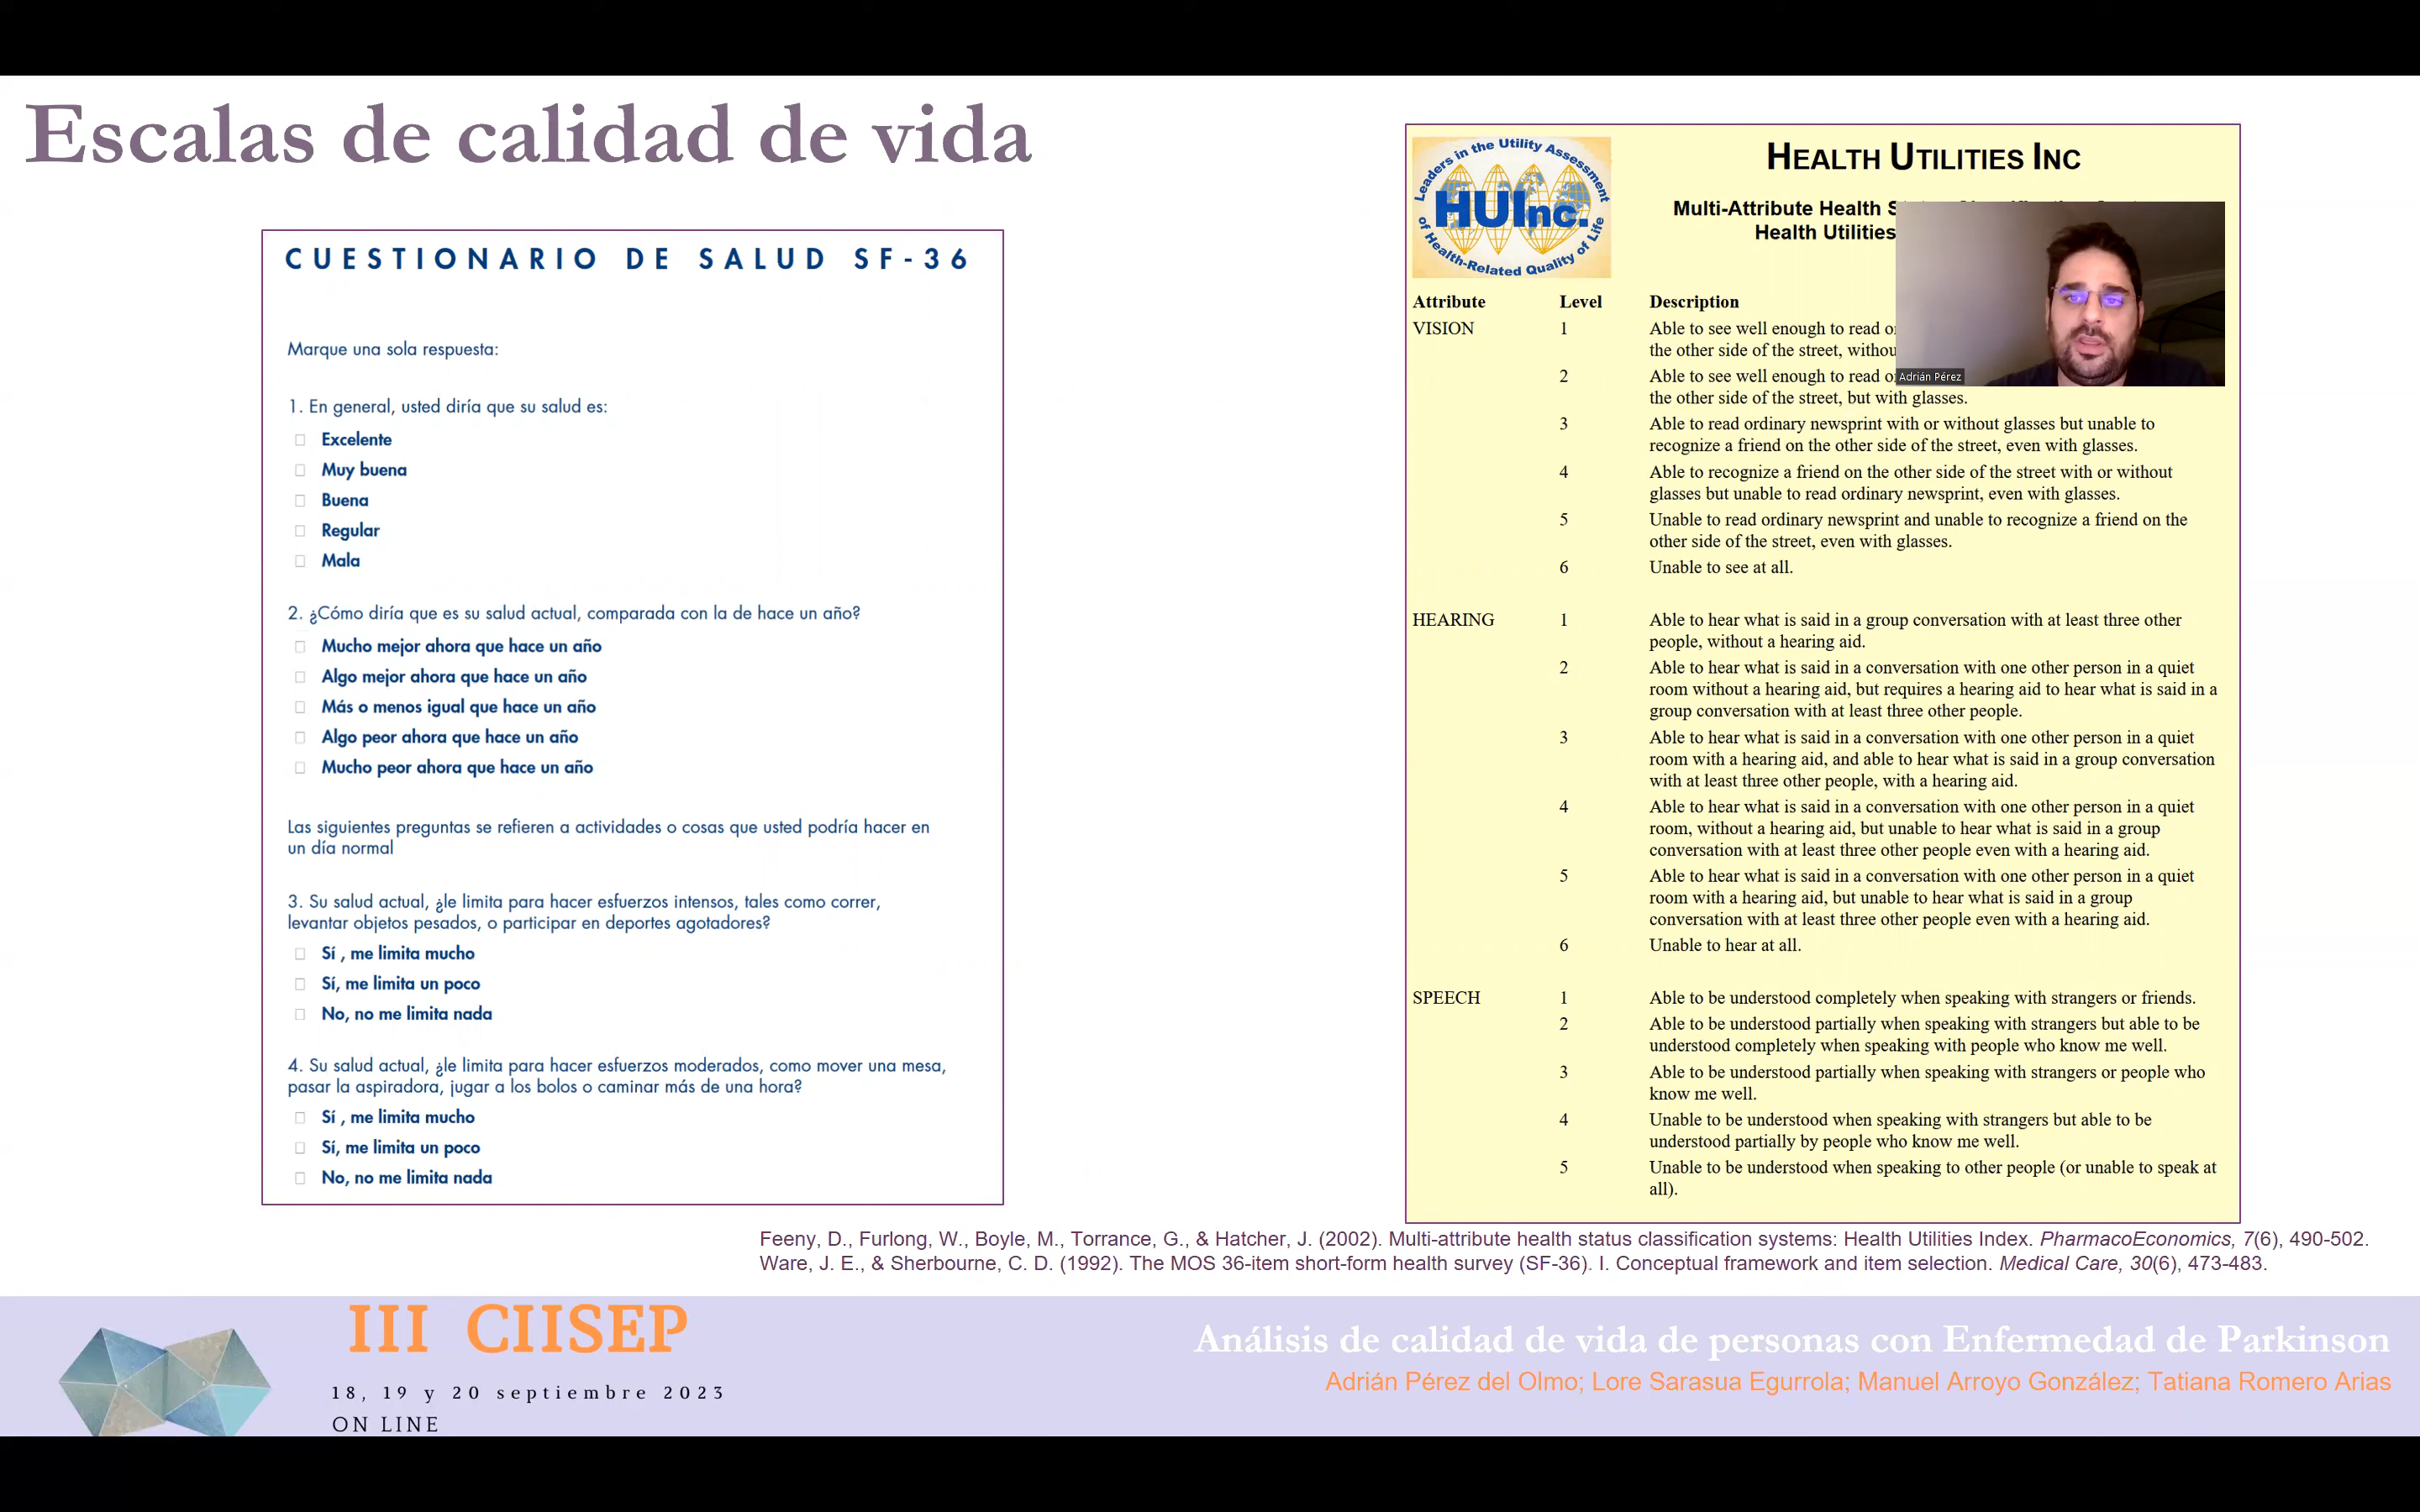 Escalas de calidad de vida
CUESTIONARIO DE SALUD SF-36
Marque una sola respuesta:
1. En general, usted diría que su salud es:
Excelente
Muy buena
Buena
Regular
Mala
2. ¿Cómo diría que es su salud actual, comparada con la de hace un año?
Mucho mejor ahora que hace un año
Algo mejor ahora que hace un año
Más o menos igual que hace un año
Algo peor ahora que hace un año
Mucho peor ahora que hace un año
Las siguientes preguntas se refieren a actividades o cosas que usted podría hacer en
un día normal
3. Su salud actual, ¿le limita para hacer esfuerzos intensos, tales como correr,
levantar objetos pesados, o participar en deportes agotadores?
Sí , me limita mucho
Sí, me limita un poco
No, no me limita nada
4. Su salud actual, ¿le limita para hacer esfuerzos moderados, como mover una mesa,
pasar la aspiradora, jugar a los bolos o caminar más de una hora?
Sí , me limita mucho
Sí, me limita un poco
No, no me limita nada
Leaders in the Utility Assessment
HUInc.
of Health-Related Quality of Life
HEALTH UTILITIES INC
Multi-Attribute Health
Health Utilities
Adrián Pérez
Attribute Level Description
VISION 1 Able to see well enough to read
the other side of the street,
2 Able to see well enough to read
the other side of the street, but with glasses.
3 Able to read ordinary newsprint with or without glasses but unable to
recognize a friend on the other side of the street, even with glasses.
4 Able to recognize a friend on the other side of the street with or without
glasses but unable to read ordinary newsprint, even with glasses.
5 Unable to read ordinary newsprint and unable to recognize a friend on the
other side of the street, even with glasses.
6 Unable to see at all.
HEARING 1 Able to hear what is said in a group conversation with at least three other
people, without a hearing aid.
2 Able to hear what is said in a conversation with one other person in a quiet
room without a hearing aid, but requires a hearing aid to hear what is said in a
group conversation with at least three other people.
3 Able to hear what is said in a conversation with one other person in a quiet
room with a hearing aid, and able to hear what is said in a group conversation
with at least three other people, with a hearing aid.
4 Able to hear what is said in a conversation with one other person in a quiet
room, without a hearing aid, but unable to hear what is said in a group
conversation with at least three other people even with a hearing aid.
5 Able to hear what is said in a conversation with one other person in a quiet
room with a hearing aid, but unable to hear what is said in a group
conversation with at least three other people even with a hearing aid.
6 Unable to hear at all.
SPEECH 1 Able to be understood completely when speaking with strangers or friends.
2 Able to be understood partially when speaking with strangers but able to be
understood completely when speaking with people who know me well.
3 Able to be understood partially when speaking with strangers or people who
know me well.
4 Unable to be understood when speaking with strangers but able to be
understood partially by people who know me well.
5 Unable to be understood when speaking to other people (or unable to speak at
all).
Feeny, D., Furlong, W., Boyle, M., Torrance, G., & Hatcher, J. (2002). Multi-attribute health status classification systems: Health Utilities Index. PharmacoEconomics, 7(6), 490-502.
Ware, J. E., & Sherbourne, C. D. (1992). The MOS 36-item short-form health survey (SF-36). I. Conceptual framework and item selection. Medical Care, 30(6), 473-483.
III CIISEP
18, 19 y 20 septiembre 2023
ON LINE
Análisis de calidad de vida de personas con Enfermedad de Parkinson
Adrián Pérez del Olmo; Lore Sarasua Egurrola; Manuel Arroyo González; Tatiana Romero Arias